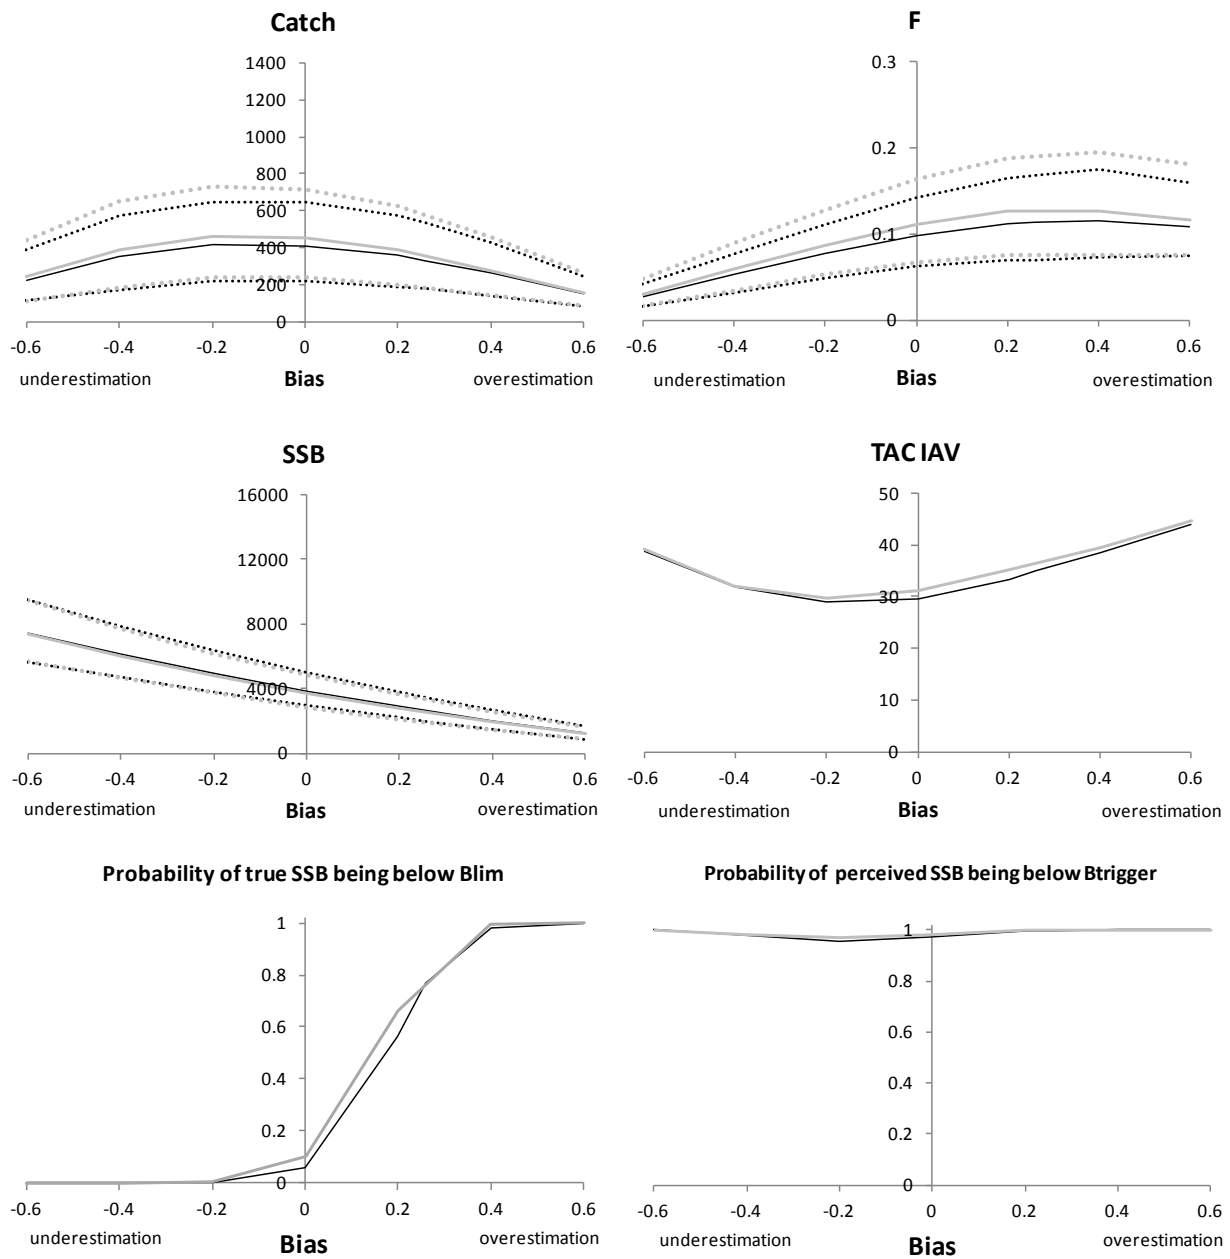 Catch
1400
1200
1000
800
600
400
200
0
-0.6 -0.4 -0.2 0 0.2 0.4 0.6
underestimation Bias overestimation
F
0.3
0.2
0.1
0
-0.6 -0.4 -0.2 0 0.2 0.4 0.6
underestimation Bias overestimation
SSB
16000
12000
8000
4000
0
-0.6 -0.4 -0.2 0 0.2 0.4 0.6
underestimation Bias overestimation
TAC IAV
50
40
30
20
10
0
-0.6 -0.4 -0.2 0 0.2 0.4 0.6
underestimation Bias overestimation
Probability of true SSB being below Blim
1
0.8
0.6
0.4
0.2
0
-0.6 -0.4 -0.2 0 0.2 0.4 0.6
underestimation Bias overestimation
Probability of perceived SSB being below Btrigger
1
0.8
0.6
0.4
0.2
0
-0.6 -0.4 -0.2 0 0.2 0.4 0.6
underestimation Bias overestimation